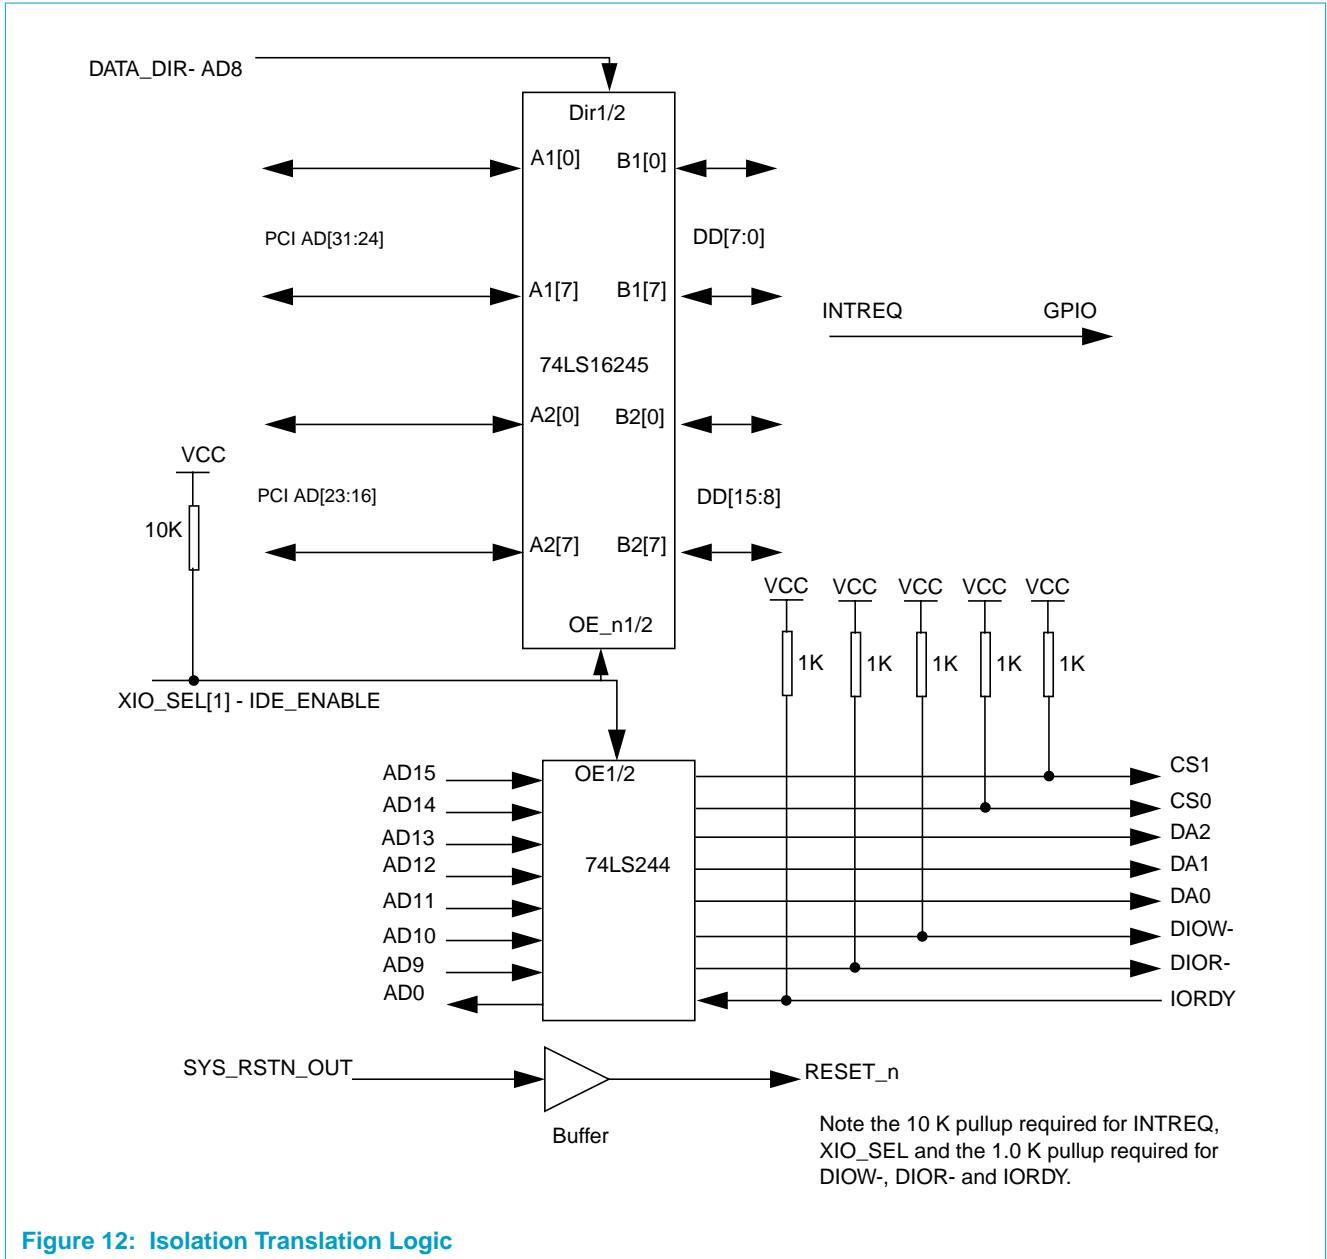 DATA_DIR- AD8
Dir1/2
A1[0] B1[0]
PCI AD[31:24] DD[7:0]
A1[7] B1[7]
INTREQ GPIO
74LS16245
A2[0] B2[0]
VCC
PCI AD[23:16] DD[15:8]
10K
A2[7] B2[7]
VCC VCC VCC VCC VCC
OE_n1/2
1K 1K 1K 1K 1K
XIO_SEL[1] - IDE_ENABLE
AD15 OE1/2 CS1
AD14 CS0
AD13 DA2
AD12 74LS244 DA1
AD11 DA0
AD10 DIOW-
AD9 DIOR-
AD0 IORDY
SYS_RSTN_OUT RESET_n
Buffer
Note the 10 K pullup required for INTREQ,
XIO_SEL and the 1.0 K pullup required for
DIOW-, DIOR- and IORDY.
Figure 12: Isolation Translation Logic